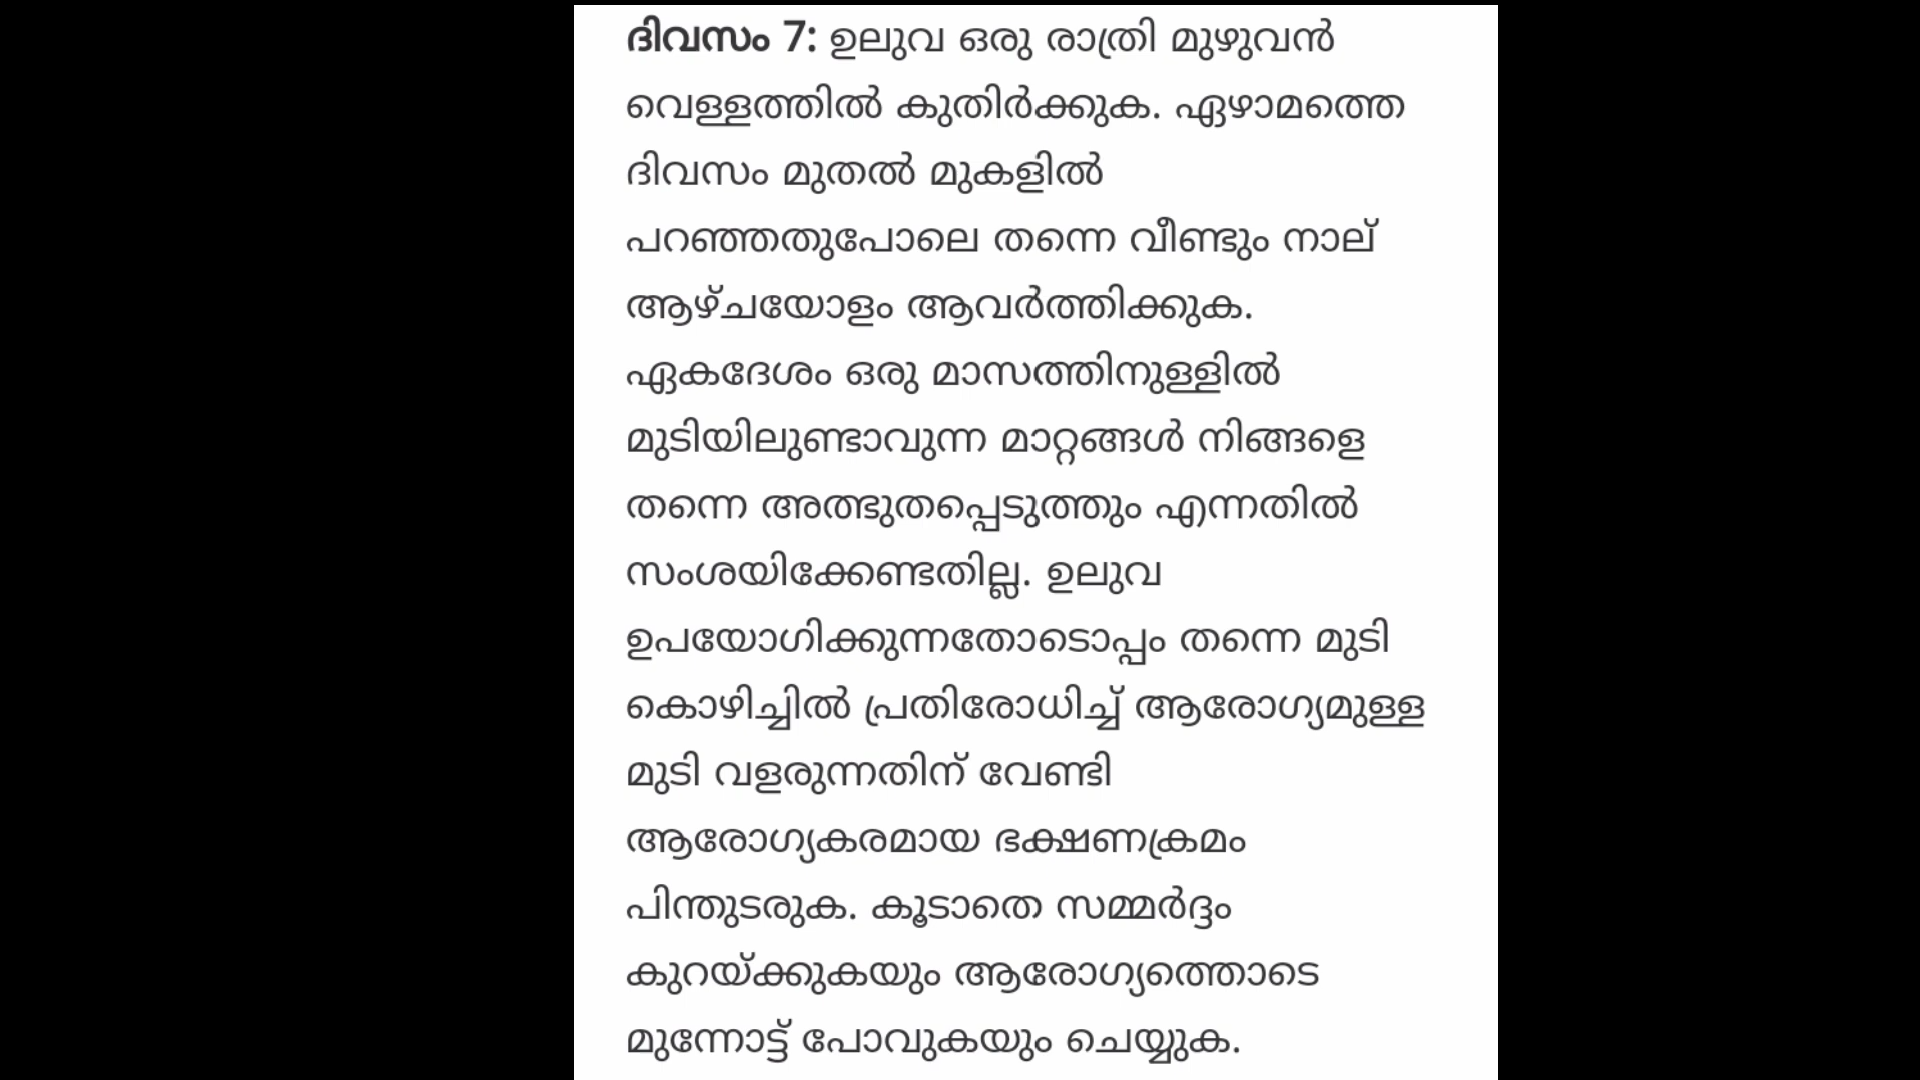 ദിവസം 7: ഉലുവ ഒരു രാത്രി മുഴുവൻ
വെള്ളത്തിൽ കുതിർക്കുക. ഏഴാമത്തെ
ദിവസം മുതൽ മുകളിൽ
പറഞ്ഞതുപോലെ തന്നെ വീണ്ടും നാല്
ആഴ്ചയോളം ആവർത്തിക്കുക.
ഏകദേശം ഒരു മാസത്തിനുള്ളിൽ
മുടിയിലുണ്ടാവുന്ന മാറ്റങ്ങൾ നിങ്ങളെ
തന്നെ അത്ഭുതപ്പെടുത്തും എന്നതിൽ
സംശയിക്കേണ്ടതില്ല. ഉലുവ
ഉപയോഗിക്കുന്നതോടൊപ്പം തന്നെ മുടി
കൊഴിച്ചിൽ പ്രതിരോധിച്ച് ആരോഗ്യമുള്ള
മുടി വളരുന്നതിന് വേണ്ടി
ആരോഗ്യകരമായ ഭക്ഷണക്രമം
പിന്തുടരുക. കൂടാതെ സമ്മർദ്ദം
കുറയ്ക്കുകയും ആരോഗ്യത്തൊടെ
മുന്നോട്ട് പോവുകയും ചെയ്യുക.